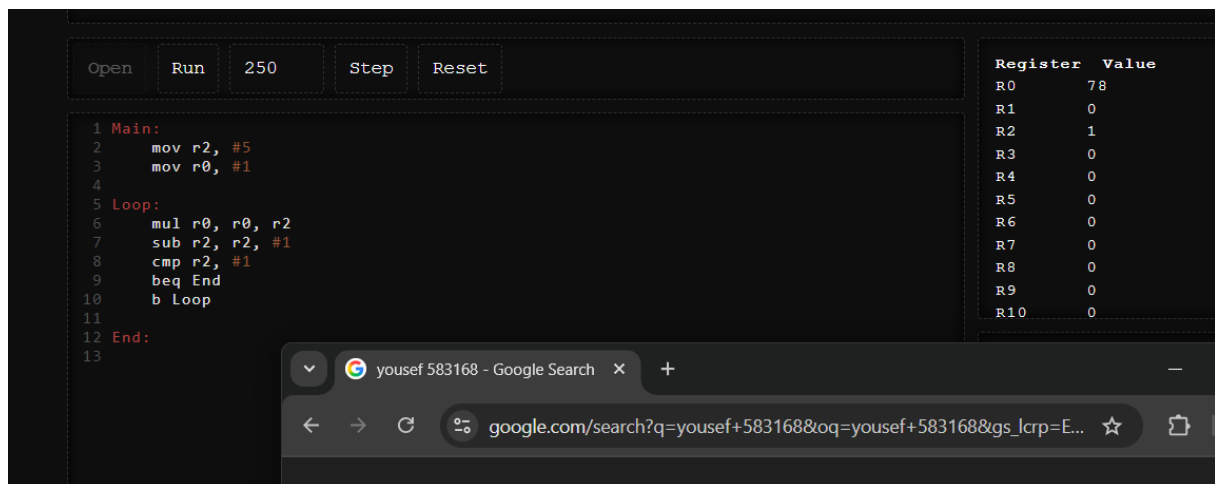 Open Run 250 Step Reset
1 Main:
2 mov r2, #5
3 mov r0, #1
4
5 Loop:
6 mul r0, r0, r2
7 sub r2, r2, #1
8 cmp r2, #1
9 beq End
10 b Loop
11
12 End:
13
Register Value
R0 78
R1 0
R2 1
R3 0
R4 0
R5 0
R6 0
R7 0
R8 0
R9 0
R10 0
yousef 583168 - Google Search
google.com/search?q=yousef+583168&oq=yousef+583168&gs_lcrp=E...